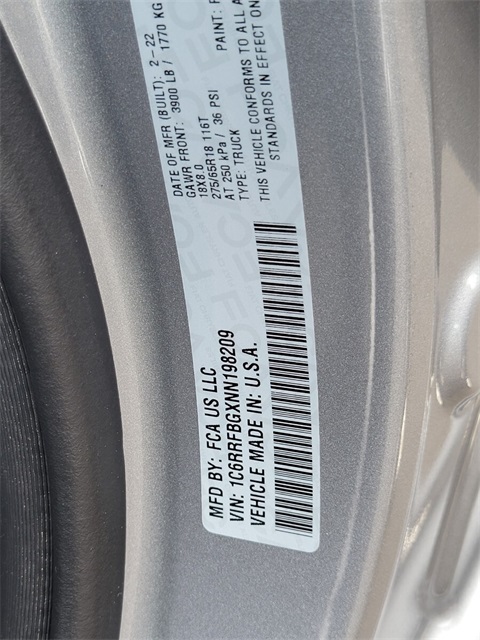 MFD BY: FCA US LLC
DATE OF MFR (BUILT): 2-22
GAWR FRONT: 3900 LB / 1770 KG
18X8.0
275/65R18 116T
AT 250 kPa / 36 PSI
TYPE: TRUCK
PAINT:
THIS VEHICLE CONFORMS TO ALL
STANDARDS IN EFFECT ON
VIN: 1C6RRFBGXNN198209
VEHICLE MADE IN: U.S.A.